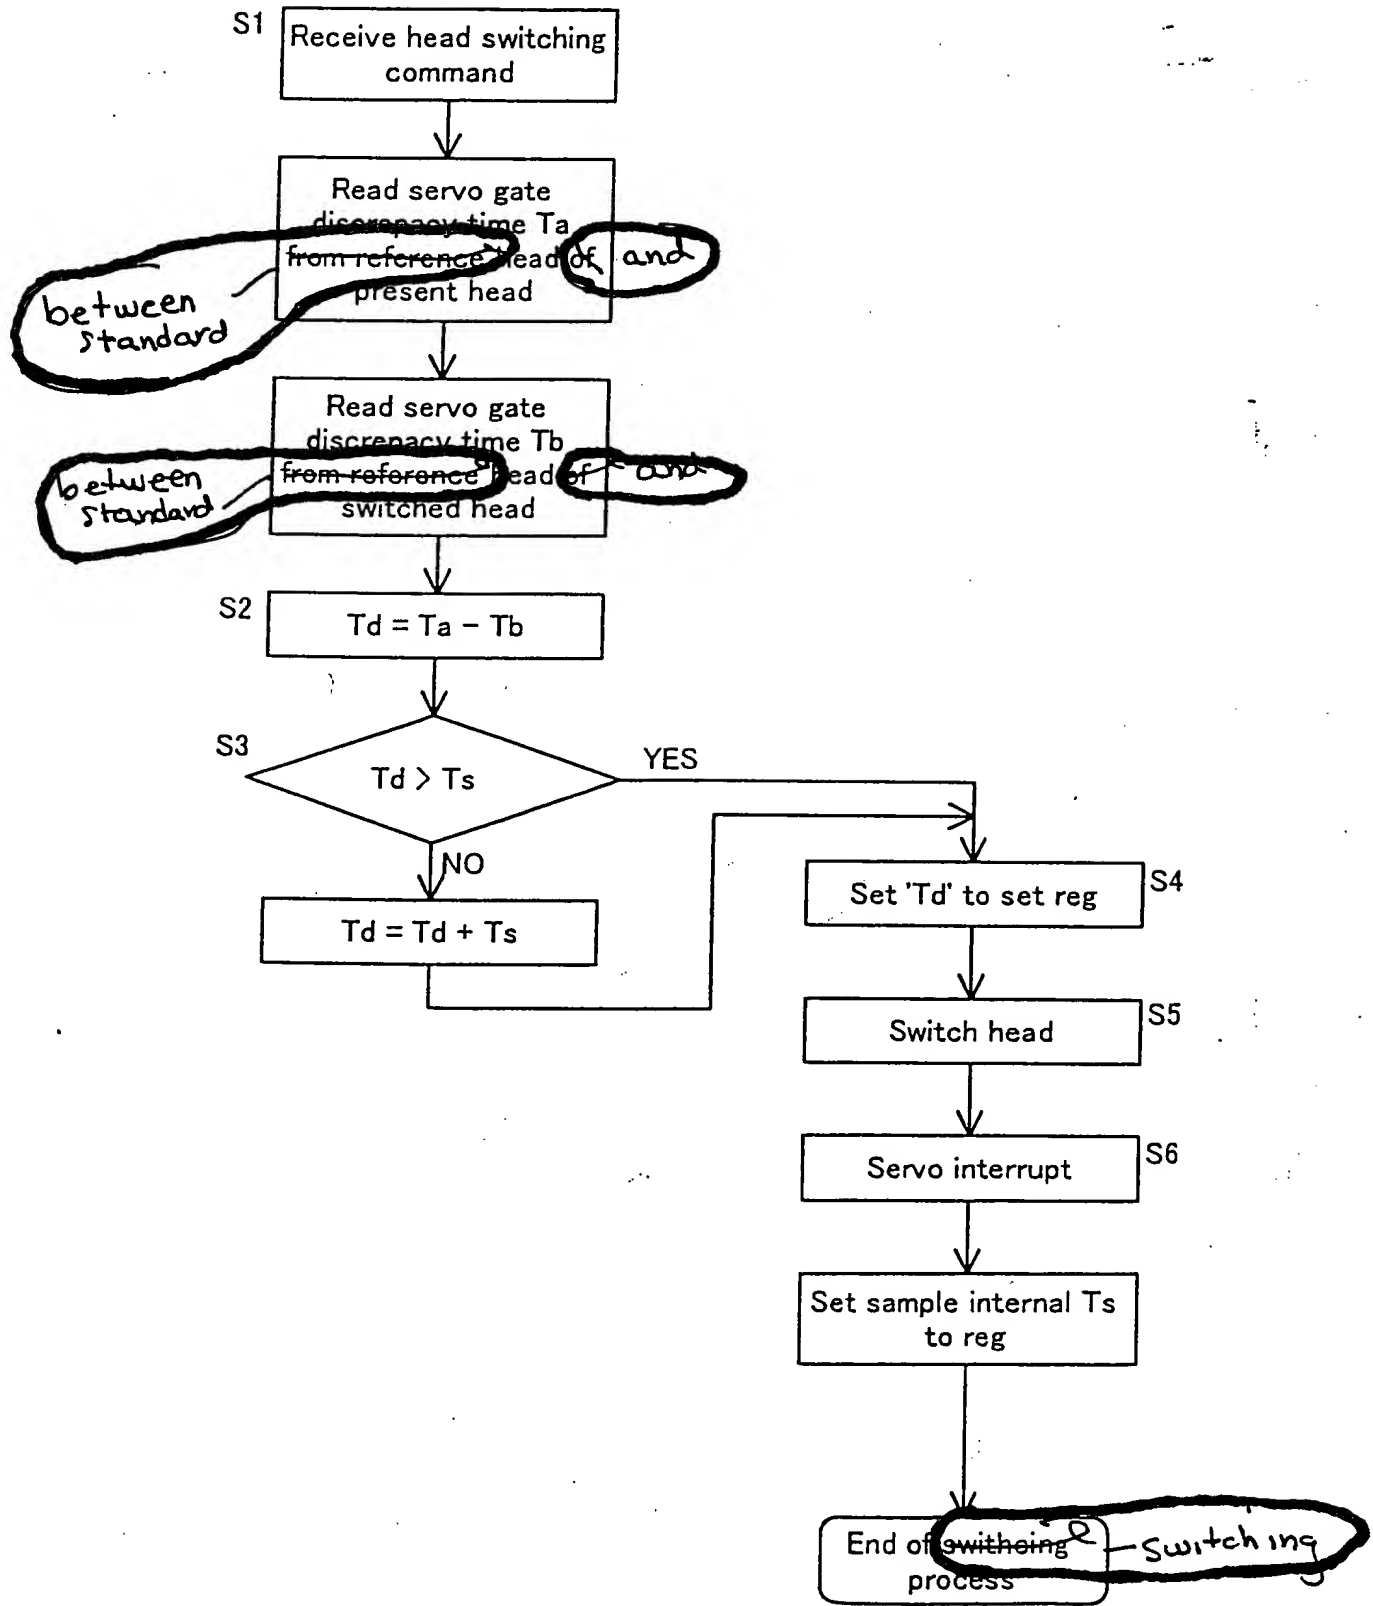 S1
Receive head switching
command
Read servo gate
discrepacy time Ta
from reference head of and
present head
between
standard
Read servo gate
discrepacy time Tb
from reference head of and
switched head
between
standard
S2
Td = Ta - Tb
S3
Td > Ts
YES
NO
Td = Td + Ts
Set 'Td' to set reg
S4
Switch head
S5
Servo interrupt
S6
Set sample internal Ts
to reg
End of swithcing switching
process